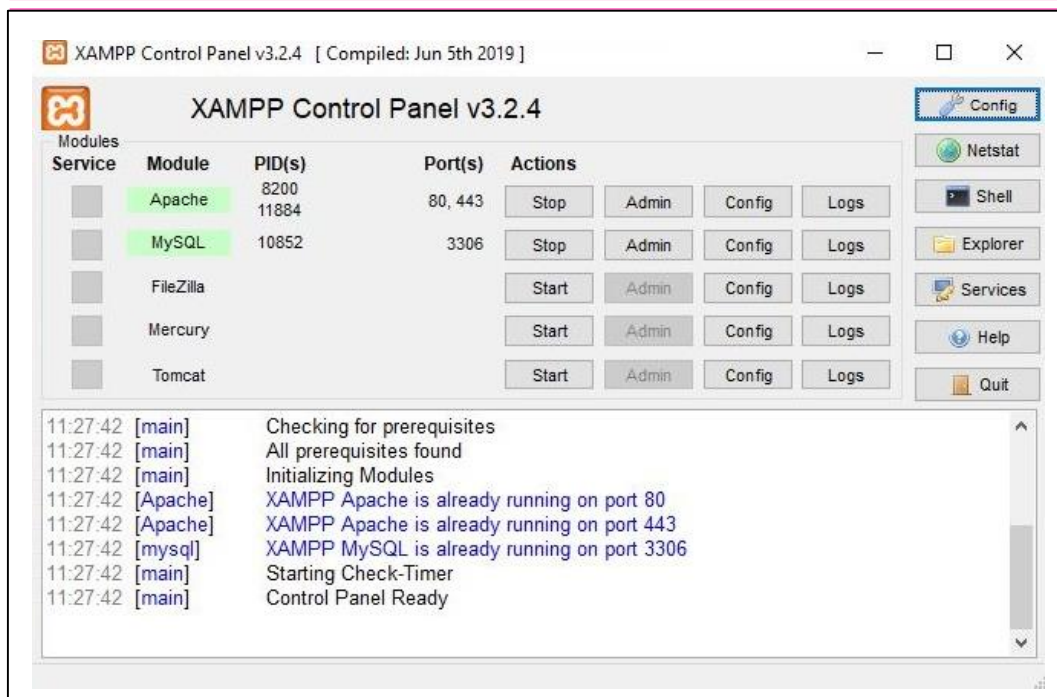 XAMPP Control Panel v3.2.4 [ Compiled: Jun 5th 2019 ]
XAMPP Control Panel v3.2.4
Config
Modules
Netstat
Service Module PID(s) Port(s) Actions
Apache 8200 11884 80, 443 Stop Admin Config Logs
Shell
MySQL 10852 3306 Stop Admin Config Logs
Explorer
FileZilla Start Admin Config Logs
Services
Mercury Start Admin Config Logs
Help
Tomcat Start Admin Config Logs
Quit
11:27:42 [main] Checking for prerequisites
11:27:42 [main] All prerequisites found
11:27:42 [main] Initializing Modules
11:27:42 [Apache] XAMPP Apache is already running on port 80
11:27:42 [Apache] XAMPP Apache is already running on port 443
11:27:42 [mysql] XAMPP MySQL is already running on port 3306
11:27:42 [main] Starting Check-Timer
11:27:42 [main] Control Panel Ready